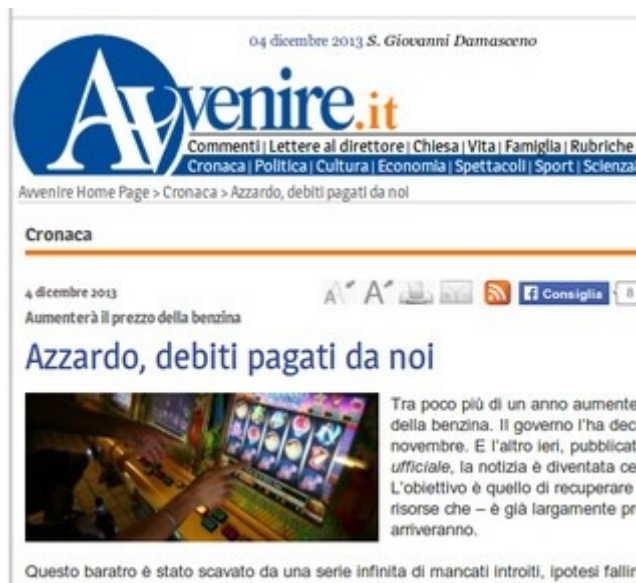 04 dicembre 2013 S. Giovanni Damasceno
Avvenire.it
Commenti | Lettere al direttore | Chiesa | Vita | Famiglia | Rubriche
Cronaca | Politica | Cultura | Economia | Spettacoli | Sport | Scienza
Avvenire Home Page > Cronaca > Azzardo, debiti pagati da noi
Cronaca
4 dicembre 2013
A A Consiglia 8
Aumenterà il prezzo della benzina
Azzardo, debiti pagati da noi
Tra poco più di un anno aumente
della benzina. Il governo l'ha dec
novembre. E l'altro ieri, pubblicat
ufficiale, la notizia è diventata ce
L'obiettivo è quello di recuperare
risorse che – è già largamente pr
arriveranno.
Questo baratro è stato scavato da una serie infinita di mancati introiti, ipotesi fallir